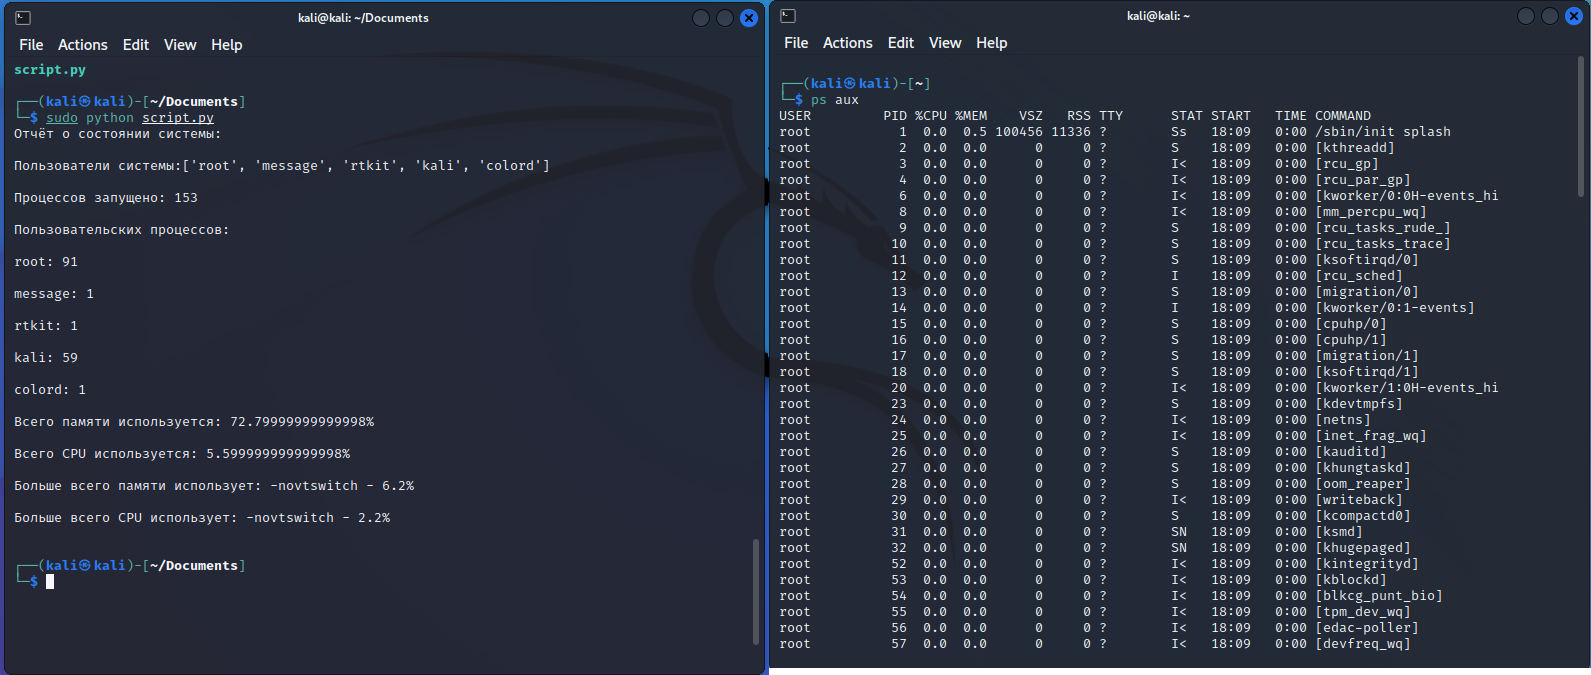 kali@kali: ~/Documents
File Actions Edit View Help
script.py
┌──(kali㉿kali)-[~/Documents]
└─$ sudo python script.py
Отчёт о состоянии системы:
Пользователи системы:['root', 'message', 'rtkit', 'kali', 'colord']
Процессов запущено: 153
Пользовательских процессов:
root: 91
message: 1
rtkit: 1
kali: 59
colord: 1
Всего памяти используется: 72.79999999999998%
Всего CPU используется: 5.599999999999998%
Больше всего памяти использует: -novtswitch - 6.2%
Больше всего CPU использует: -novtswitch - 2.2%
┌──(kali㉿kali)-[~/Documents]
└─$
kali@kali: ~
File Actions Edit View Help
┌──(kali㉿kali)-[~]
└─$ ps aux
USER PID %CPU %MEM VSZ RSS TTY STAT START TIME COMMAND
root 1 0.0 0.5 100456 11336 ? Ss 18:09 0:00 /sbin/init splash
root 2 0.0 0.0 0 0 ? S 18:09 0:00 [kthreadd]
root 3 0.0 0.0 0 0 ? I< 18:09 0:00 [rcu_gp]
root 4 0.0 0.0 0 0 ? I< 18:09 0:00 [rcu_par_gp]
root 6 0.0 0.0 0 0 ? I< 18:09 0:00 [kworker/0:0H-events_hi
root 8 0.0 0.0 0 0 ? I< 18:09 0:00 [mm_percpu_wq]
root 9 0.0 0.0 0 0 ? S 18:09 0:00 [rcu_tasks_rude_]
root 10 0.0 0.0 0 0 ? S 18:09 0:00 [rcu_tasks_trace]
root 11 0.0 0.0 0 0 ? S 18:09 0:00 [ksoftirqd/0]
root 12 0.0 0.0 0 0 ? I 18:09 0:00 [rcu_sched]
root 13 0.0 0.0 0 0 ? S 18:09 0:00 [migration/0]
root 14 0.0 0.0 0 0 ? I 18:09 0:00 [kworker/0:1-events]
root 15 0.0 0.0 0 0 ? S 18:09 0:00 [cpuhp/0]
root 16 0.0 0.0 0 0 ? S 18:09 0:00 [cpuhp/1]
root 17 0.0 0.0 0 0 ? S 18:09 0:00 [migration/1]
root 18 0.0 0.0 0 0 ? S 18:09 0:00 [ksoftirqd/1]
root 20 0.0 0.0 0 0 ? I< 18:09 0:00 [kworker/1:0H-events_hi
root 23 0.0 0.0 0 0 ? S 18:09 0:00 [kdevtmpfs]
root 24 0.0 0.0 0 0 ? I< 18:09 0:00 [netns]
root 25 0.0 0.0 0 0 ? I< 18:09 0:00 [inet_frag_wq]
root 26 0.0 0.0 0 0 ? S 18:09 0:00 [kauditd]
root 27 0.0 0.0 0 0 ? S 18:09 0:00 [khungtaskd]
root 28 0.0 0.0 0 0 ? S 18:09 0:00 [oom_reaper]
root 29 0.0 0.0 0 0 ? I< 18:09 0:00 [writeback]
root 30 0.0 0.0 0 0 ? S 18:09 0:00 [kcompactd0]
root 31 0.0 0.0 0 0 ? SN 18:09 0:00 [ksmd]
root 32 0.0 0.0 0 0 ? SN 18:09 0:00 [khugepaged]
root 52 0.0 0.0 0 0 ? I< 18:09 0:00 [kintegrityd]
root 53 0.0 0.0 0 0 ? I< 18:09 0:00 [kblockd]
root 54 0.0 0.0 0 0 ? I< 18:09 0:00 [blkcg_punt_bio]
root 55 0.0 0.0 0 0 ? I< 18:09 0:00 [tpm_dev_wq]
root 56 0.0 0.0 0 0 ? I< 18:09 0:00 [edac-poller]
root 57 0.0 0.0 0 0 ? I< 18:09 0:00 [devfreq_wq]